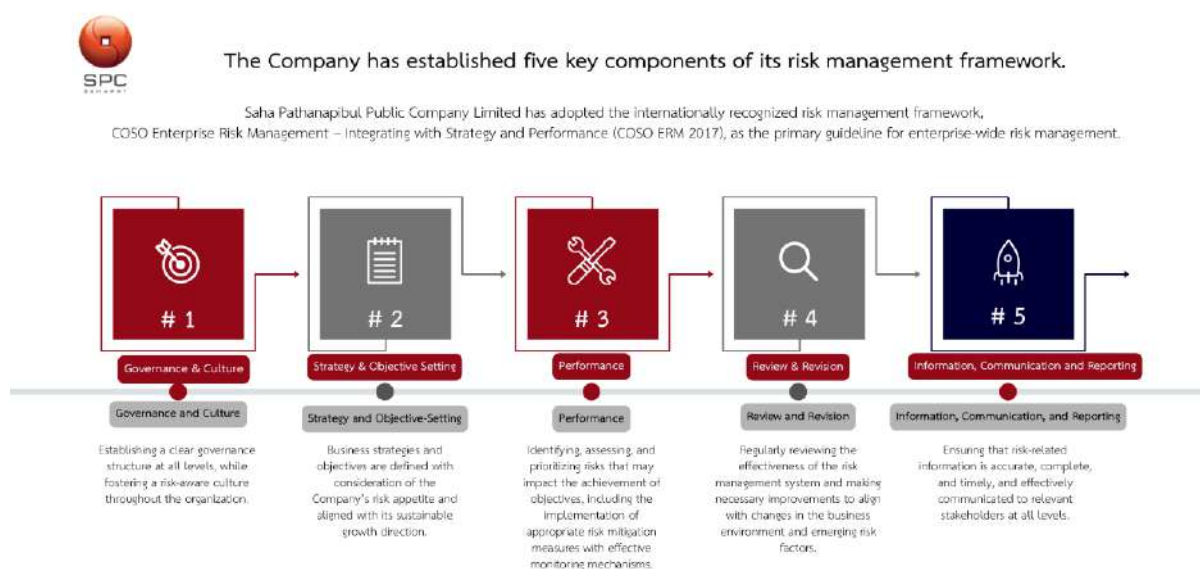 SPC
SAHAPAT
The Company has established five key components of its risk management framework.
Saha Pathanapibul Public Company Limited has adopted the internationally recognized risk management framework,
COSO Enterprise Risk Management – Integrating with Strategy and Performance (COSO ERM 2017), as the primary guideline for enterprise-wide risk management.
# 1
# 2
# 3
# 4
# 5
Governance & Culture
Strategy & Objective Setting
Performance
Review & Revision
Information, Communication and Reporting
Governance and Culture
Strategy and Objective-Setting
Performance
Review and Revision
Information, Communication, and Reporting
Establishing a clear governance
structure at all levels, while
fostering a risk-aware culture
throughout the organization.
Business strategies and
objectives are defined with
consideration of the
Company's risk appetite and
aligned with its sustainable
growth direction.
Identifying, assessing, and
prioritizing risks that may
impact the achievement of
objectives, including the
implementation of
appropriate risk mitigation
measures with effective
monitoring mechanisms.
Regularly reviewing the
effectiveness of the risk
management system and making
necessary improvements to align
with changes in the business
environment and emerging risk
factors.
Ensuring that risk-related
information is accurate, complete,
and timely, and effectively
communicated to relevant
stakeholders at all levels.